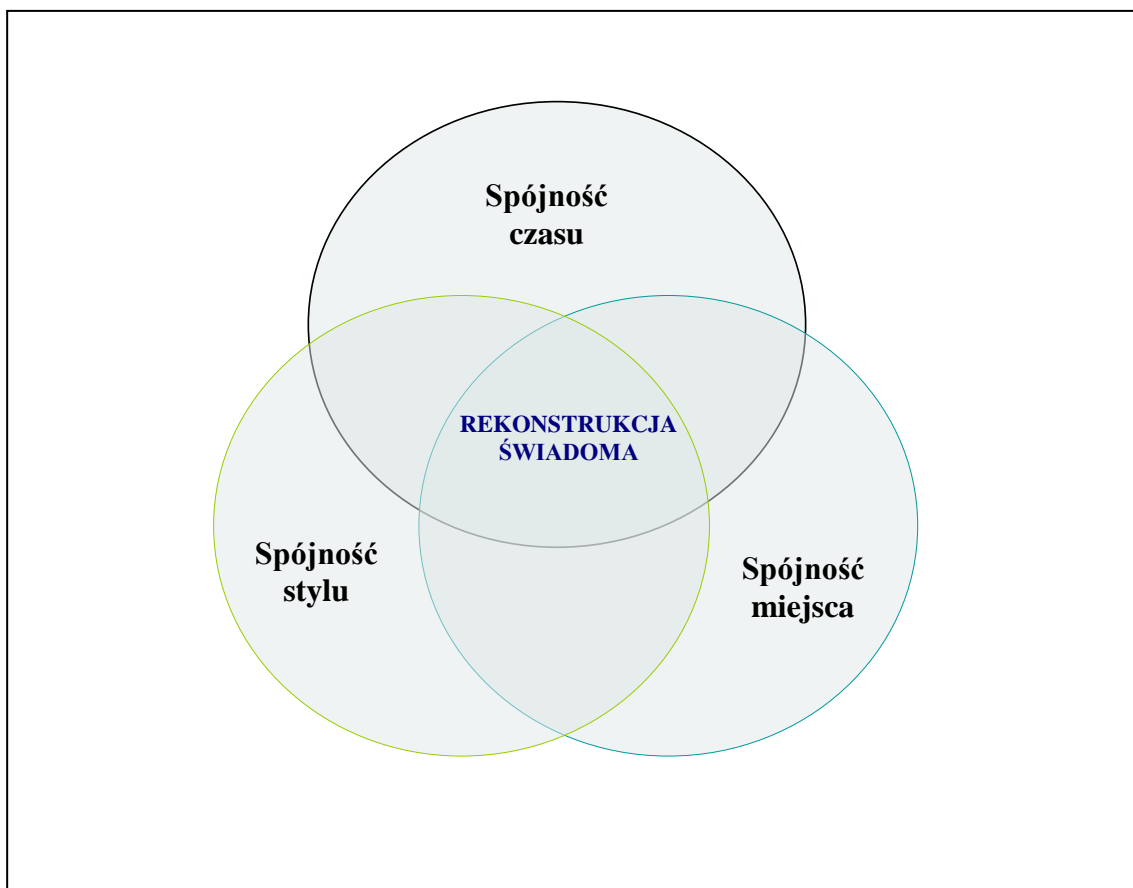 Spójność
czasu
REKONSTRUKCJA
ŚWIADOMA
Spójność
stylu
Spójność
miejsca